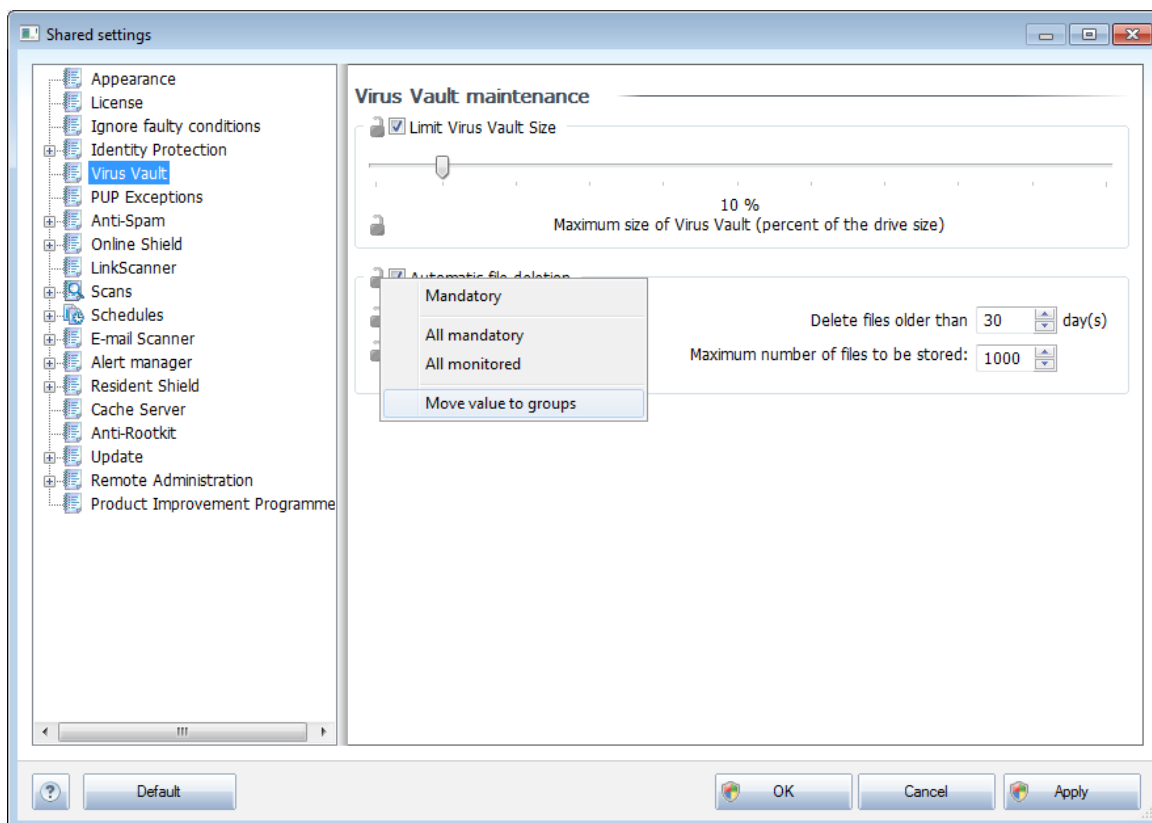 Shared settings
Appearance
License
Ignore faulty conditions
Identity Protection
Virus Vault
PUP Exceptions
Anti-Spam
Online Shield
LinkScanner
Scans
Schedules
E-mail Scanner
Alert manager
Resident Shield
Cache Server
Anti-Rootkit
Update
Remote Administration
Product Improvement Programme
Virus Vault maintenance
Limit Virus Vault Size
10 %
Maximum size of Virus Vault (percent of the drive size)
Automatic file deletion
Mandatory
All mandatory
All monitored
Move value to groups
Delete files older than 30 day(s)
Maximum number of files to be stored: 1000
? Default OK Cancel Apply